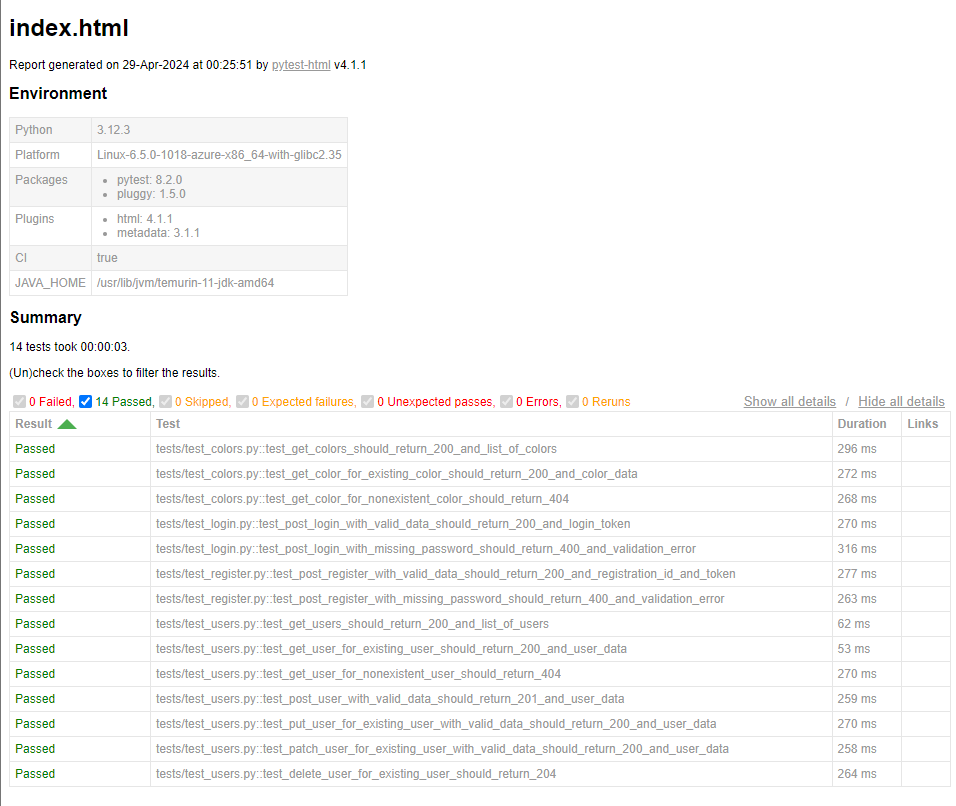 index.html
Report generated on 29-Apr-2024 at 00:25:51 by pytest-html v4.1.1
Environment
Python 3.12.3
Platform Linux-6.5.0-1018-azure-x86_64-with-glibc2.35
Packages • pytest: 8.2.0
• pluggy: 1.5.0
Plugins • html: 4.1.1
• metadata: 3.1.1
CI true
JAVA_HOME /usr/lib/jvm/temurin-11-jdk-amd64
Summary
14 tests took 00:00:03.
(Un)check the boxes to filter the results.
0 Failed, 14 Passed, 0 Skipped, 0 Expected failures, 0 Unexpected passes, 0 Errors, 0 Reruns Show all details / Hide all details
Result Test Duration Links
Passed tests/test_colors.py::test_get_colors_should_return_200_and_list_of_colors 296 ms
Passed tests/test_colors.py::test_get_color_for_existing_color_should_return_200_and_color_data 272 ms
Passed tests/test_colors.py::test_get_color_for_nonexistent_color_should_return_404 268 ms
Passed tests/test_login.py::test_post_login_with_valid_data_should_return_200_and_login_token 270 ms
Passed tests/test_login.py::test_post_login_with_missing_password_should_return_400_and_validation_error 316 ms
Passed tests/test_register.py::test_post_register_with_valid_data_should_return_200_and_registration_id_and_token 277 ms
Passed tests/test_register.py::test_post_register_with_missing_password_should_return_400_and_validation_error 263 ms
Passed tests/test_users.py::test_get_users_should_return_200_and_list_of_users 62 ms
Passed tests/test_users.py::test_get_user_for_existing_user_should_return_200_and_user_data 53 ms
Passed tests/test_users.py::test_get_user_for_nonexistent_user_should_return_404 270 ms
Passed tests/test_users.py::test_post_user_with_valid_data_should_return_201_and_user_data 259 ms
Passed tests/test_users.py::test_put_user_for_existing_user_with_valid_data_should_return_200_and_user_data 270 ms
Passed tests/test_users.py::test_patch_user_for_existing_user_with_valid_data_should_return_200_and_user_data 258 ms
Passed tests/test_users.py::test_delete_user_for_existing_user_should_return_204 264 ms